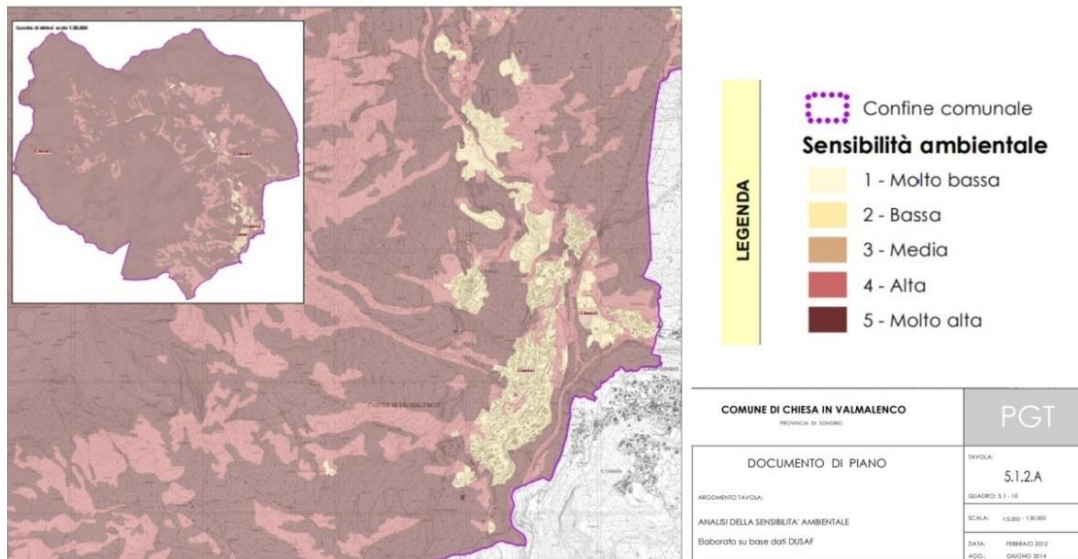 Confine comunale
Sensibilità ambientale
1 - Molto bassa
2 - Bassa
3 - Media
4 - Alta
5 - Molto alta
LEGENDA
COMUNE DI CHIESA IN VALMALENCO
PROVINCIA DI SONDRIO
PGT
DOCUMENTO DI PIANO
TAVOLA:
5.1.2.A
QUADRO: 5.1 - 10
ARGOMENTO TAVOLA:
ANALISI DELLA SENSIBILITA' AMBIENTALE
Elaborato su base dati DUSAF
SCALA: 1:5.000 - 1:30.000
DATA: FEBBRAIO 2012
AGG.: GIUGNO 2014